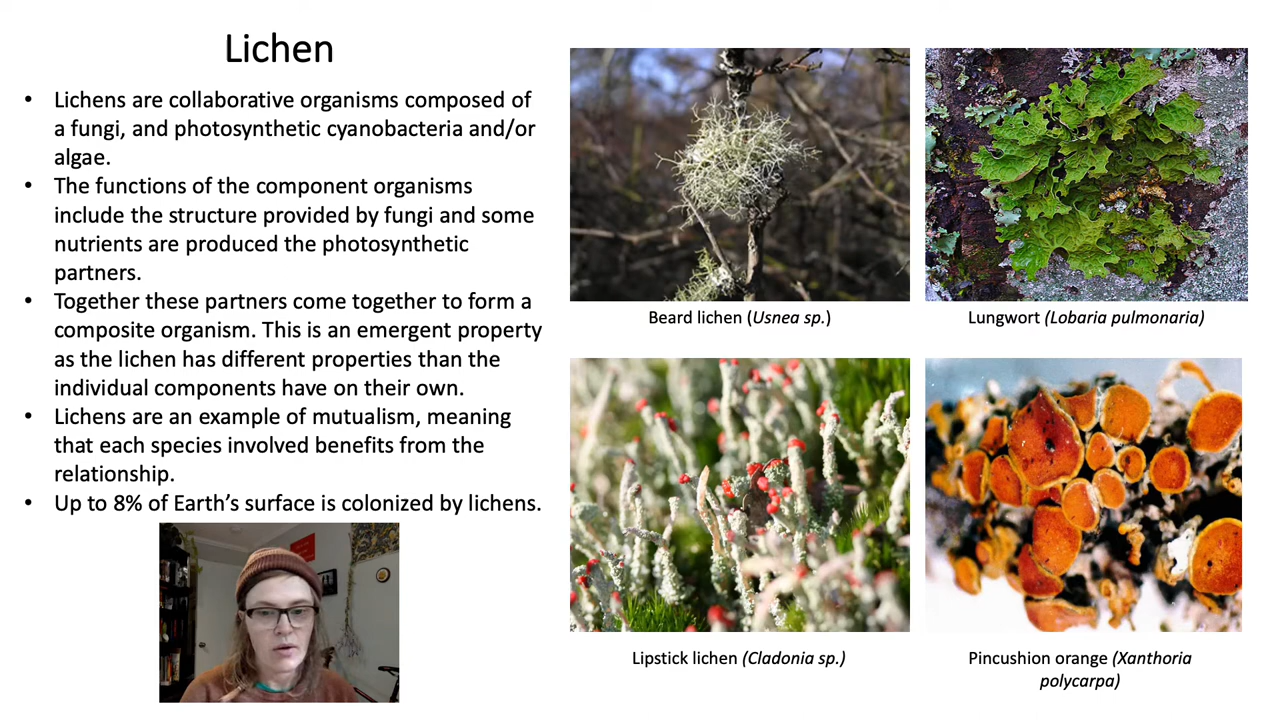 Lichen
• Lichens are collaborative organisms composed of
a fungi, and photosynthetic cyanobacteria and/or
algae.
• The functions of the component organisms
include the structure provided by fungi and some
nutrients are produced the photosynthetic
partners.
• Together these partners come together to form a
composite organism. This is an emergent property
as the lichen has different properties than the
individual components have on their own.
• Lichens are an example of mutualism, meaning
that each species involved benefits from the
relationship.
• Up to 8% of Earth’s surface is colonized by lichens.
Beard lichen (Usnea sp.)
Lungwort (Lobaria pulmonaria)
Lipstick lichen (Cladonia sp.)
Pincushion orange (Xanthoria
polycarpa)